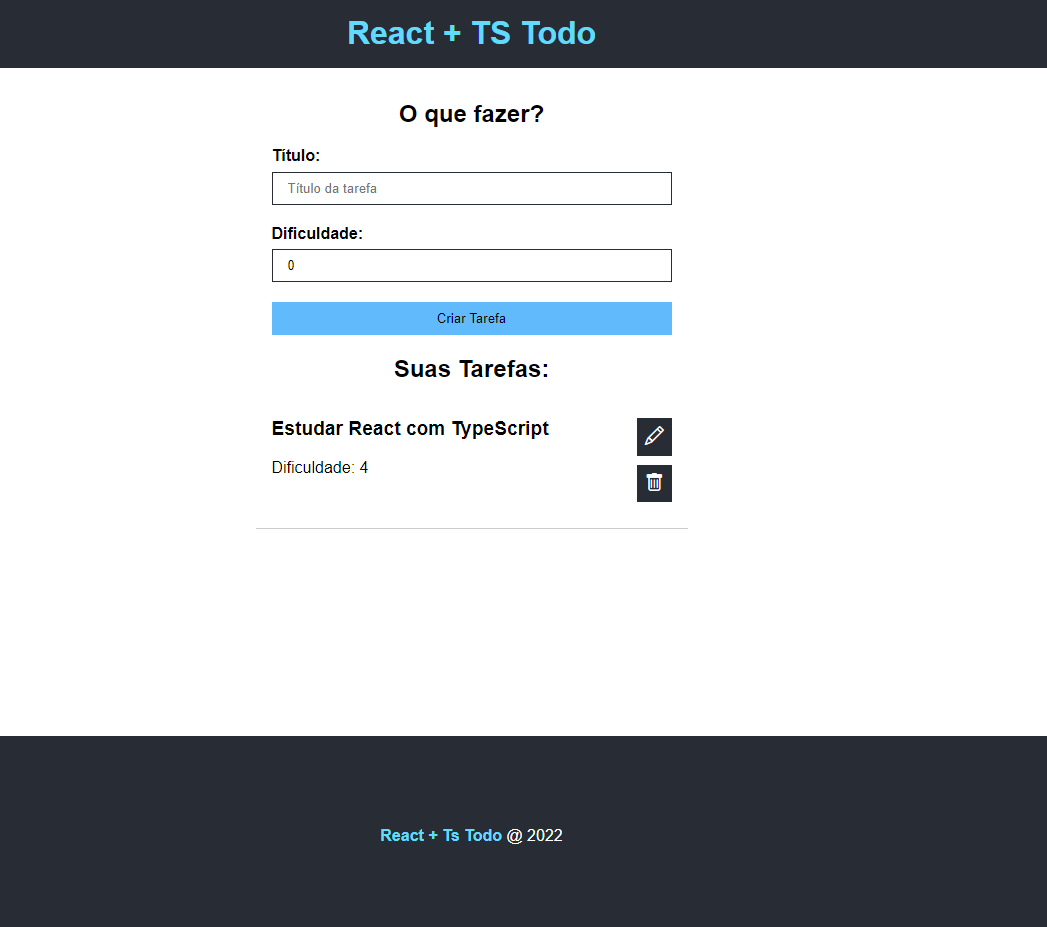 React + TS Todo
O que fazer?
Título:
Título da tarefa
Dificuldade:
0
Criar Tarefa
Suas Tarefas:
Estudar React com TypeScript
Dificuldade: 4
React + Ts Todo @ 2022